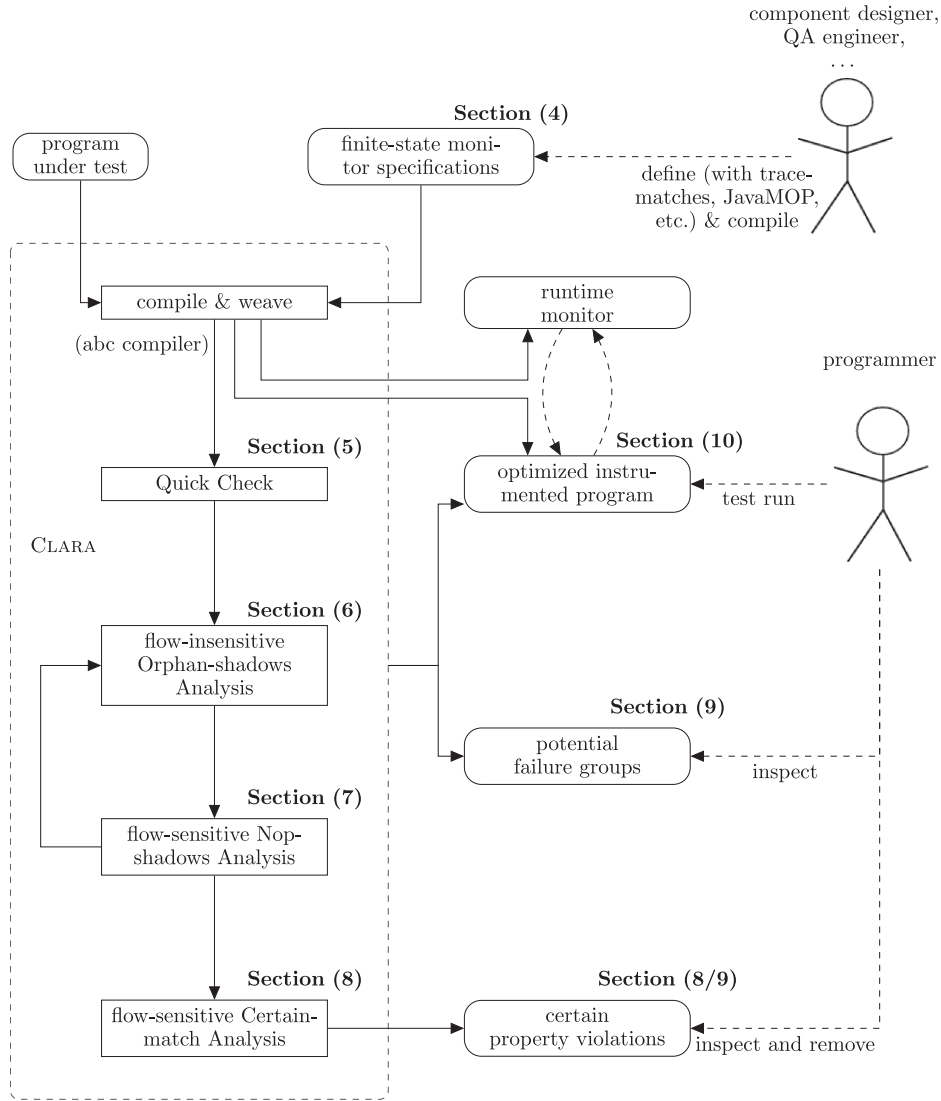 component designer,
QA engineer,
...
Section (4)
program
under test
finite-state moni-
tor specifications
define (with trace-
matches, JavaMOP,
etc.) & compile
compile & weave
(abc compiler)
runtime
monitor
programmer
Section (5)
Quick Check
Section (10)
optimized instru-
mented program
test run
CLARA
Section (6)
flow-insensitive
Orphan-shadows
Analysis
Section (9)
potential
failure groups
inspect
Section (7)
flow-sensitive Nop-
shadows Analysis
Section (8)
flow-sensitive Certain-
match Analysis
Section (8/9)
certain
property violations
inspect and remove